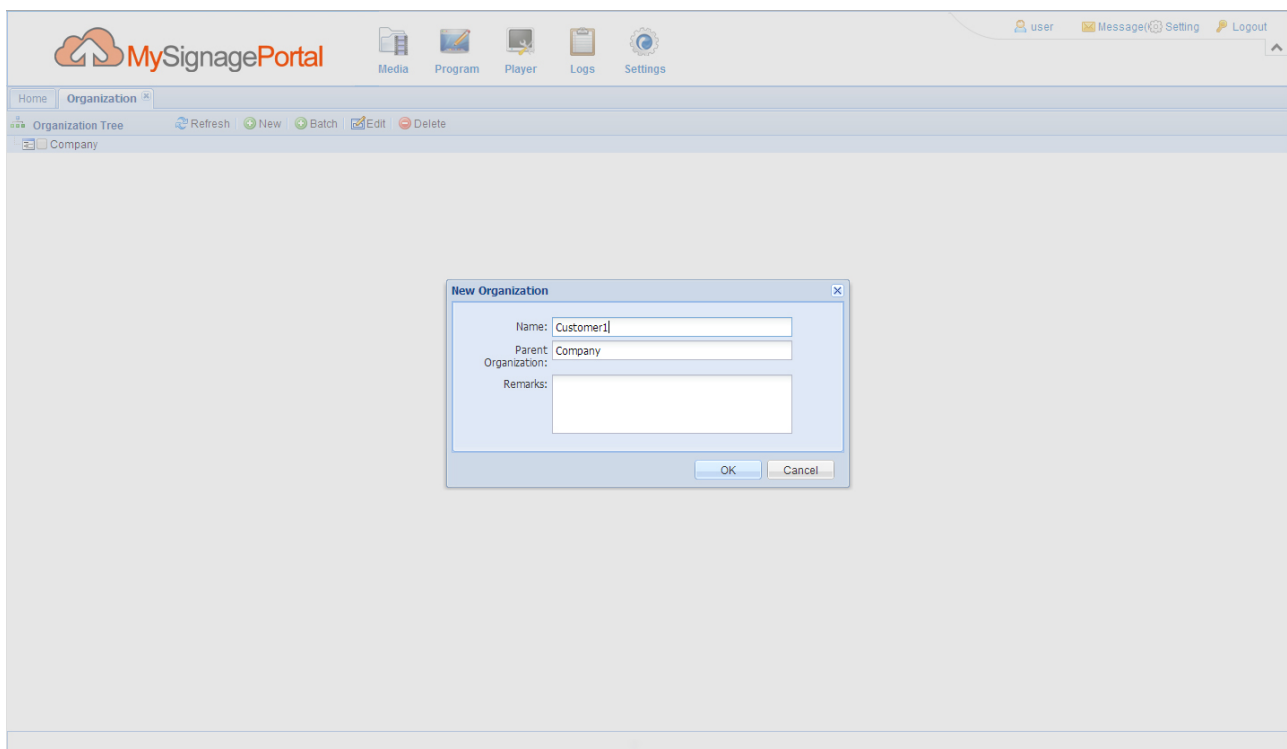 MySignagePortal
Media Program Player Logs Settings
user Message( Setting Logout
Home Organization
Organization Tree Refresh New Batch Edit Delete
Company
New Organization
Name: Customer1
Parent Organization: Company
Remarks:
OK Cancel